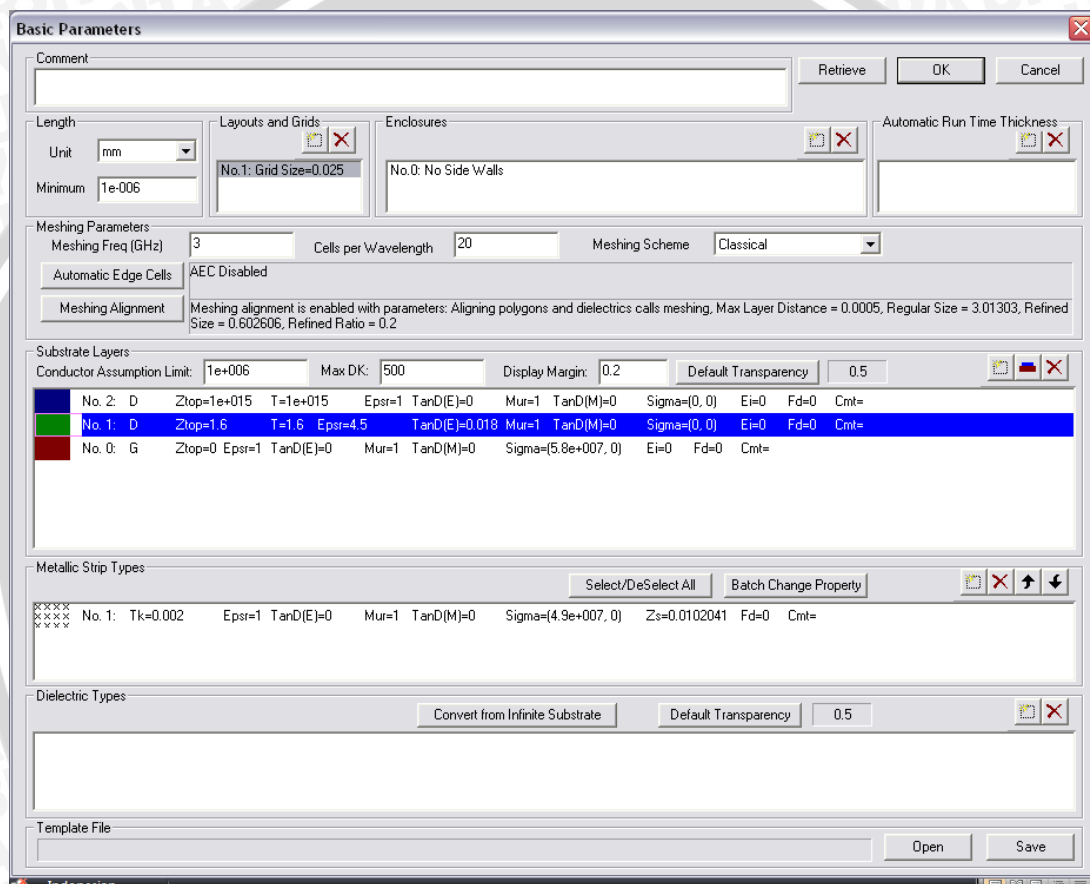 Basic Parameters
Comment
Retrieve OK Cancel
Length Layouts and Grids Enclosures Automatic Run Time Thickness
Unit mm
No.1: Grid Size=0.025 No.0: No Side Walls
Minimum 1e-006
Meshing Parameters
Meshing Freq (GHz) 3 Cells per Wavelength 20 Meshing Scheme Classical
Automatic Edge Cells AEC Disabled
Meshing Alignment Meshing alignment is enabled with parameters: Aligning polygons and dielectrics calls meshing, Max Layer Distance = 0.0005, Regular Size = 3.01303, Refined
Size = 0.602606, Refined Ratio = 0.2
Substrate Layers
Conductor Assumption Limit: 1e+006 Max DK: 500 Display Margin: 0.2 Default Transparency 0.5
No. 2: D Ztop=1e+015 T=1e+015 Epsr=1 TanD(E)=0 Mur=1 TanD(M)=0 Sigma=(0, 0) Ei=0 Fd=0 Cmt=
No. 1: D Ztop=1.6 T=1.6 Epsr=4.5 TanD(E)=0.018 Mur=1 TanD(M)=0 Sigma=(0, 0) Ei=0 Fd=0 Cmt=
No. 0: G Ztop=0 Epsr=1 TanD(E)=0 Mur=1 TanD(M)=0 Sigma=(5.8e+007, 0) Ei=0 Fd=0 Cmt=
Metallic Strip Types
Select/DeSelect All Batch Change Property
No. 1: Tk=0.002 Epsr=1 TanD(E)=0 Mur=1 TanD(M)=0 Sigma=(4.9e+007, 0) Zs=0.0102041 Fd=0 Cmt=
Dielectric Types
Convert from Infinite Substrate Default Transparency 0.5
Template File
Open Save